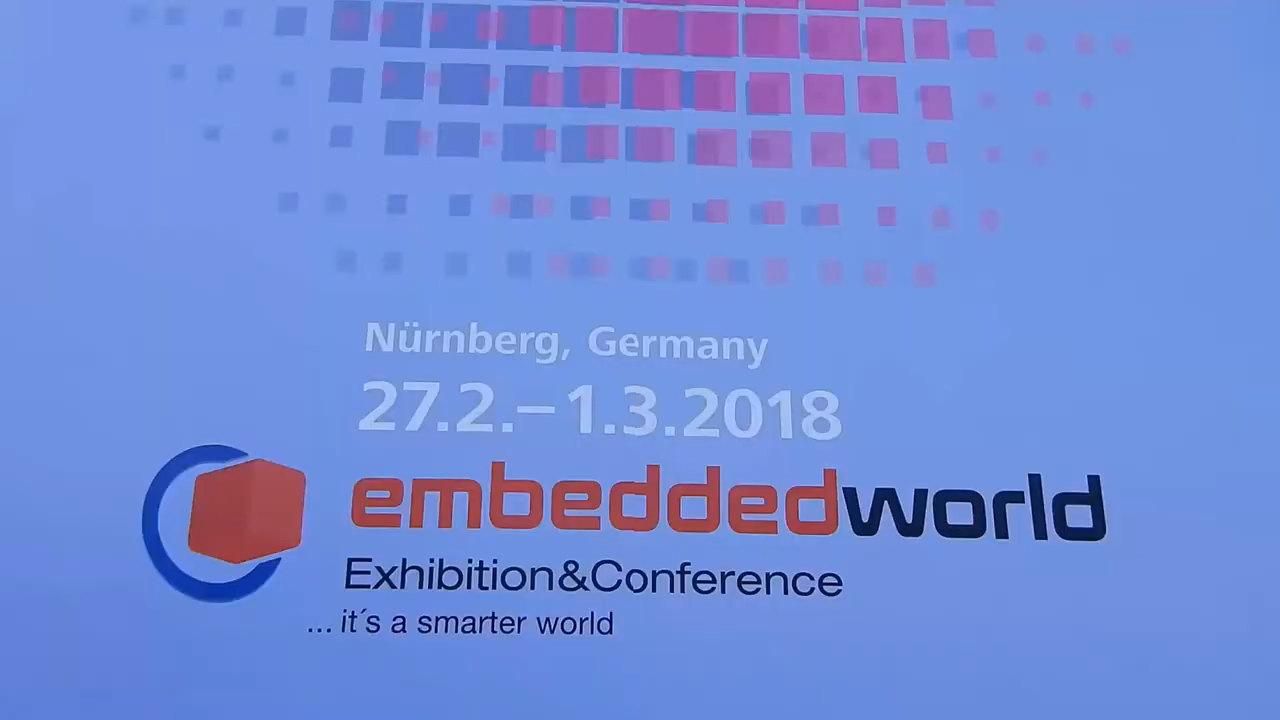 Nürnberg, Germany
27.2.–1.3.2018
embeddedworld
Exhibition&Conference
... it´s a smarter world